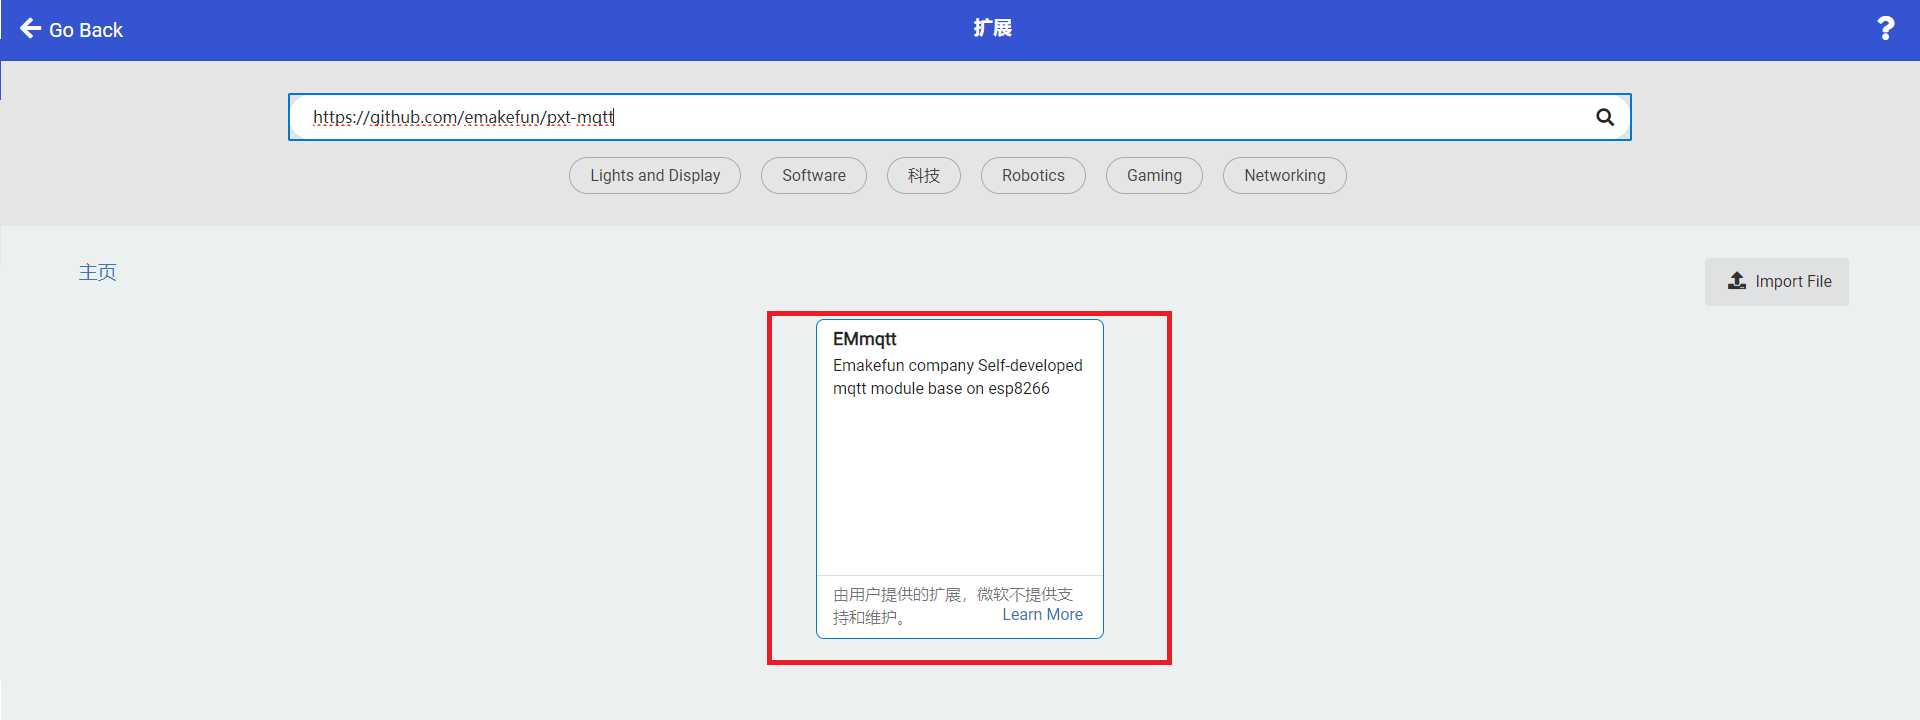 Go Back
扩展
https://github.com/emakefun/pxt-mqtt
Lights and Display
Software
科技
Robotics
Gaming
Networking
主页
Import File
EMmqtt
Emakefun company Self-developed
mqtt module base on esp8266
由用户提供的扩展，微软不提供支
持和维护。
Learn More